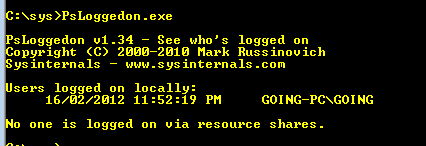 C:\sys>PsLoggedon.exe
PsLoggedon v1.34 - See who's logged on
Copyright (C) 2000-2010 Mark Russinovich
Sysinternals - www.sysinternals.com
Users logged on locally:
16/02/2012 11:52:19 PM GOING-PC\GOING
No one is logged on via resource shares.